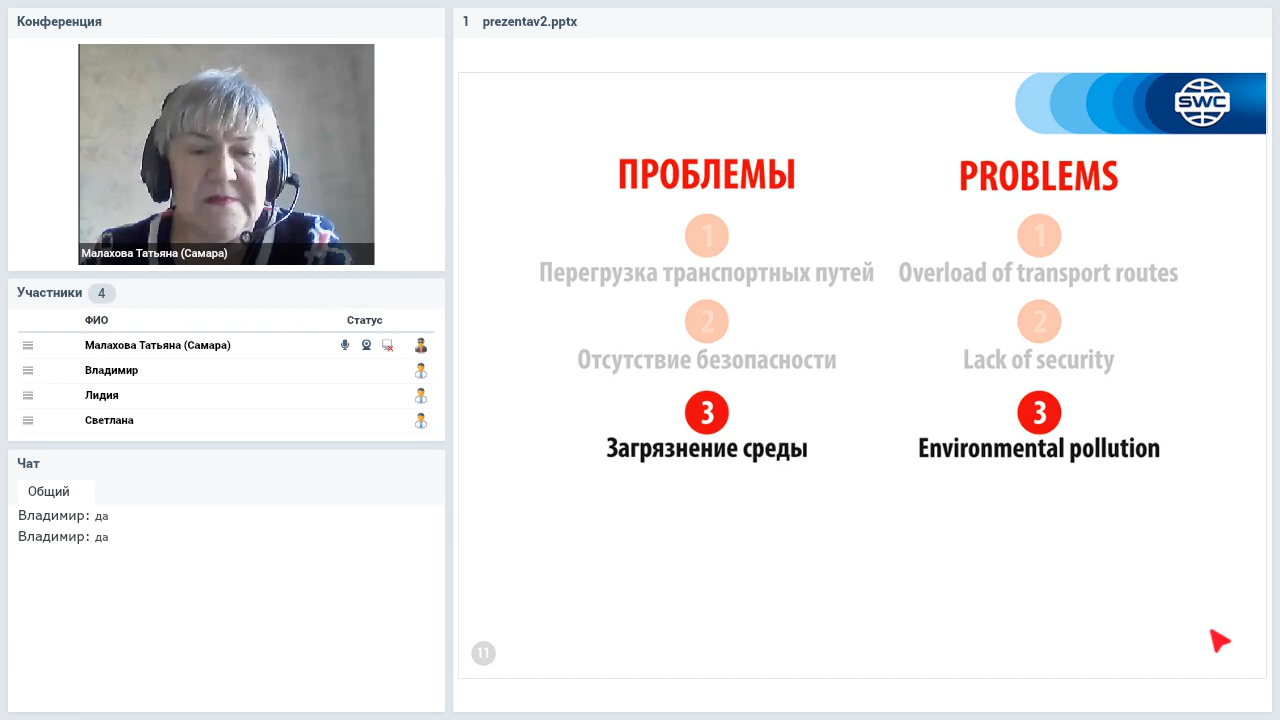 Конференция
Малахова Татьяна (Самара)
Участники 4
ФИО Статус
Малахова Татьяна (Самара)
Владимир
Лидия
Светлана
Чат
Общий
Владимир: да
Владимир: да
1 prezentav2.pptx
SWC
ПРОБЛЕМЫ
1
Перегрузка транспортных путей
2
Отсутствие безопасности
3
Загрязнение среды
PROBLEMS
1
Overload of transport routes
2
Lack of security
3
Environmental pollution
11